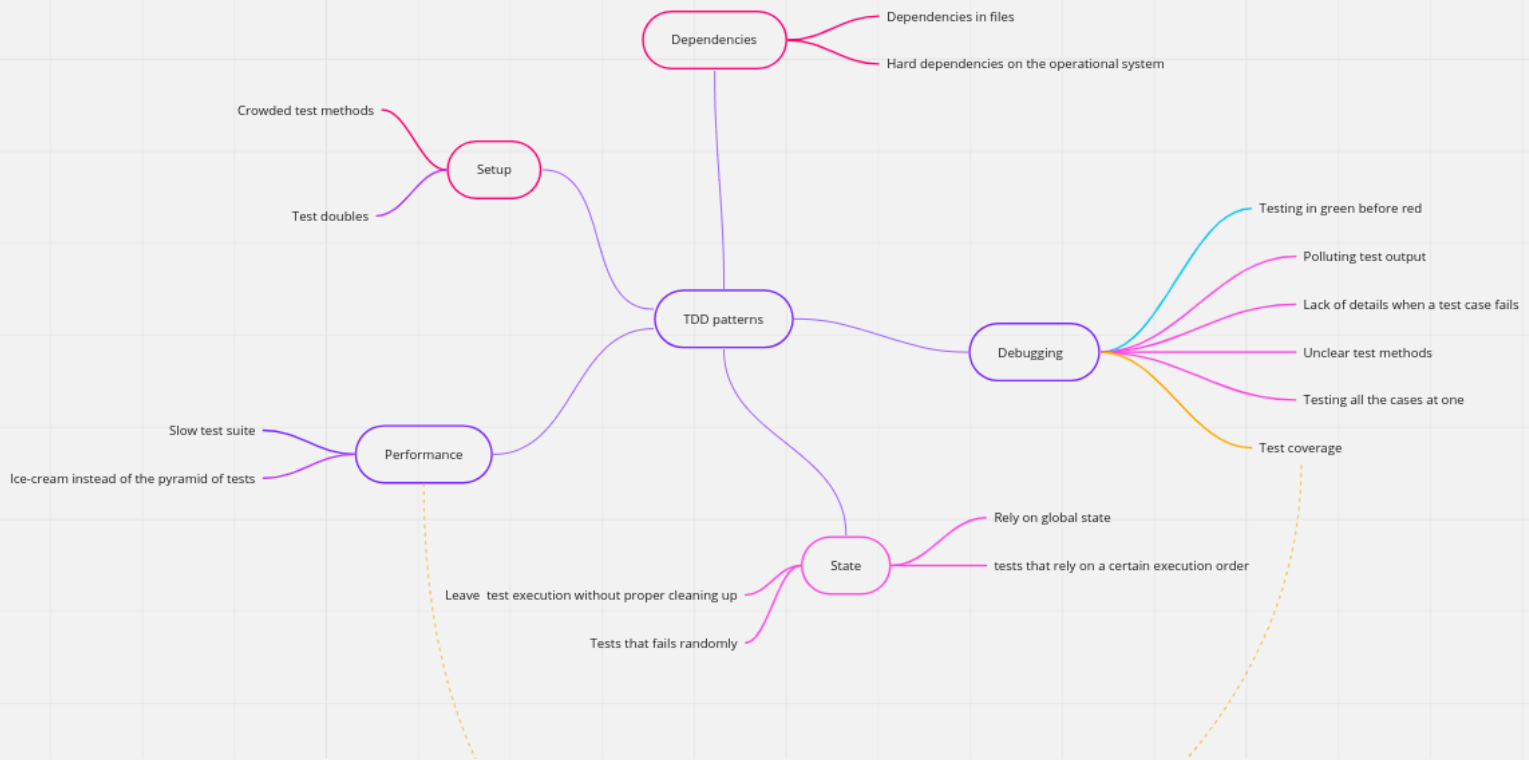 Dependencies
Dependencies in files
Hard dependencies on the operational system
Crowded test methods
Setup
Test doubles
TDD patterns
Debugging
Testing in green before red
Polluting test output
Lack of details when a test case fails
Unclear test methods
Testing all the cases at one
Test coverage
Slow test suite
Performance
Ice-cream instead of the pyramid of tests
State
Rely on global state
tests that rely on a certain execution order
Leave  test execution without proper cleaning up
Tests that fails randomly